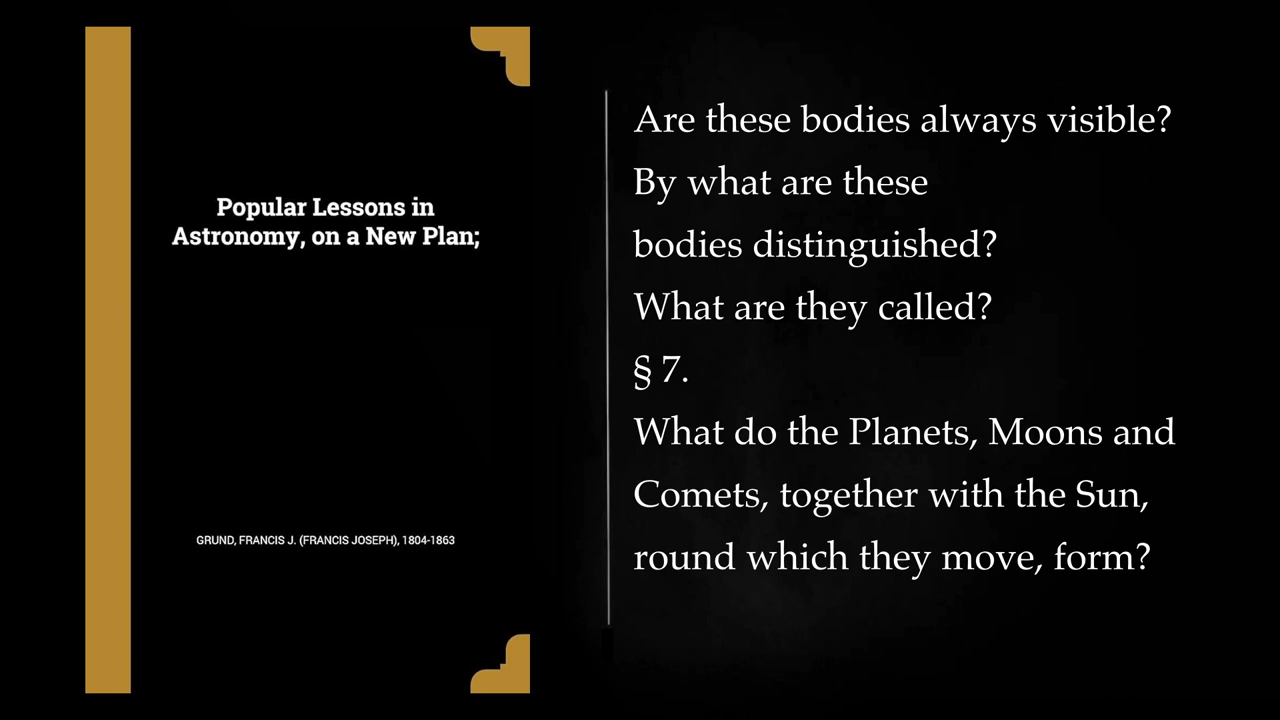 Popular Lessons in
Astronomy, on a New Plan;
GRUND, FRANCIS J. (FRANCIS JOSEPH), 1804-1863
Are these bodies always visible?
By what are these
bodies distinguished?
What are they called?
§ 7.
What do the Planets, Moons and
Comets, together with the Sun,
round which they move, form?